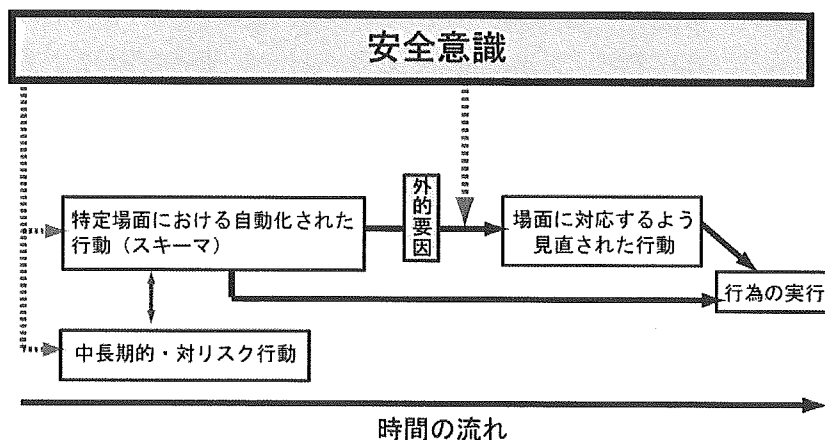 安全意識
外的要因
特定場面における自動化された
行動（スキーマ）
場面に対応するよう
見直された行動
行為の実行
中長期的・対リスク行動
時間の流れ